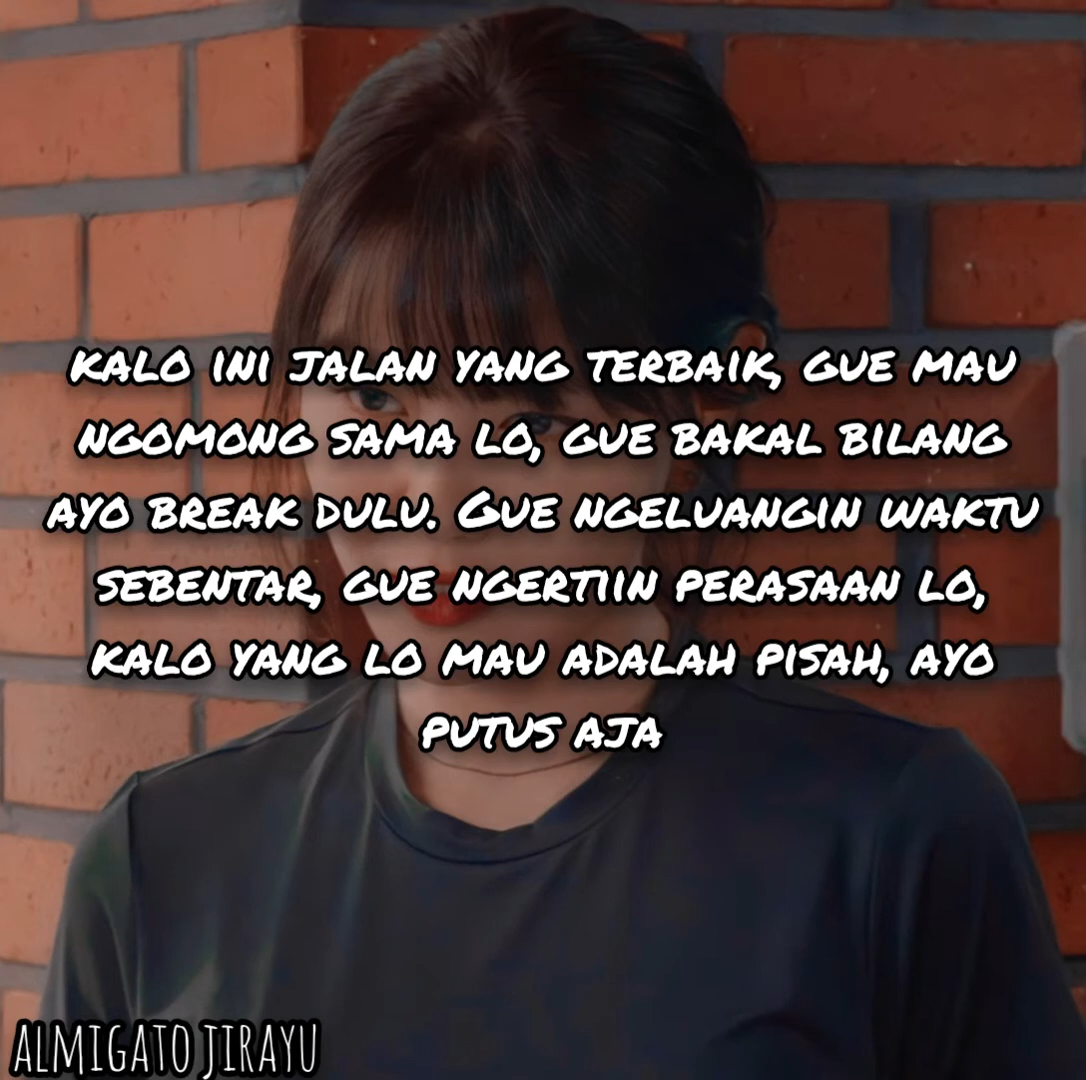 KALO INI JALAN YANG TERBAIK, GUE MAU
NGOMONG SAMA LO, GUE BAKAL BILANG
AYO BREAK DULU. GUE NGELUANGIN WAKTU
SEBENTAR, GUE NGERTIIN PERASAAN LO,
KALO YANG LO MAU ADALAH PISAH, AYO
PUTUS AJA
ALMIGATO JIRAYU